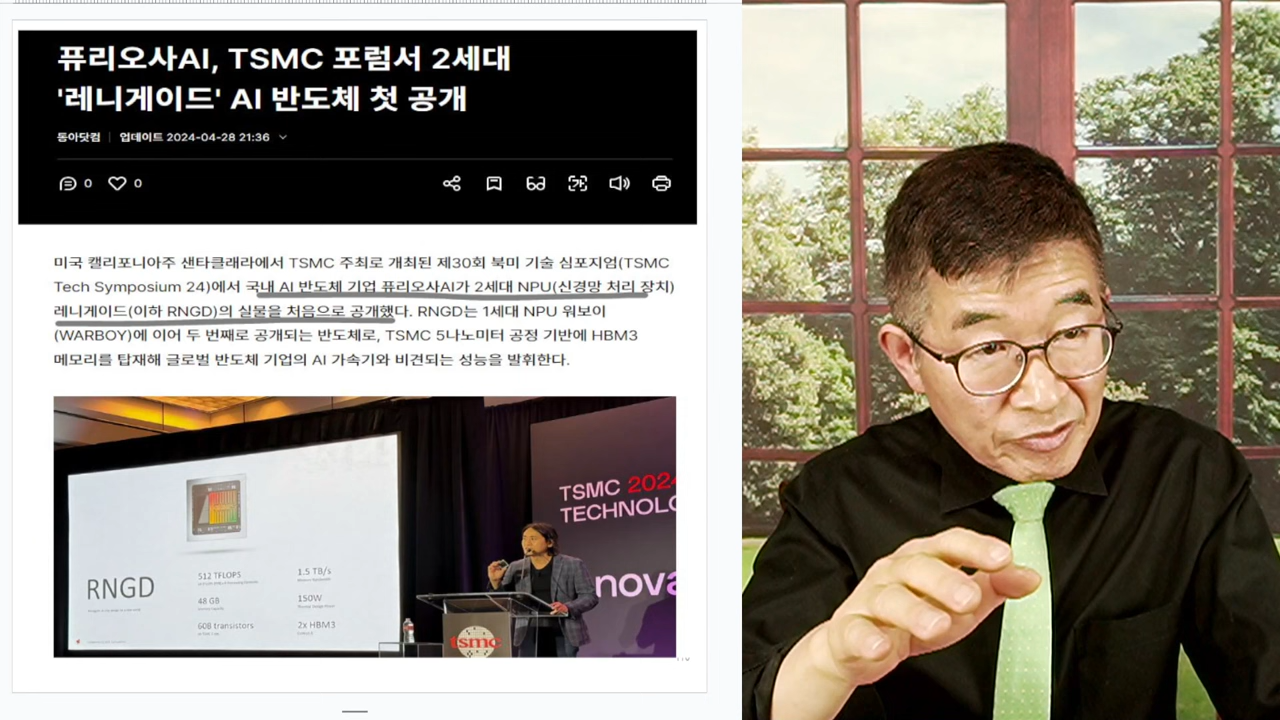 퓨리오사AI, TSMC 포럼서 2세대
'레니게이드' AI 반도체 첫 공개
동아닷컴 | 업데이트 2024-04-28 21:36
0 0
미국 캘리포니아주 샌타클래라에서 TSMC 주최로 개최된 제30회 북미 기술 심포지엄(TSMC
Tech Symposium 24)에서 국내 AI 반도체 기업 퓨리오사AI가 2세대 NPU(신경망 처리 장치)
레니게이드(이하 RNGD)의 실물을 처음으로 공개했다. RNGD는 1세대 NPU 워보이
(WARBOY)에 이어 두 번째로 공개되는 반도체로, TSMC 5나노미터 공정 기반에 HBM3
메모리를 탑재해 글로벌 반도체 기업의 AI 가속기와 비견되는 성능을 발휘한다.
TSMC 2024
TECHNOLO
nova
RNGD
512 TFLOPS
1.5 TB/s
48 GB
150W
60B transistors
2x HBM3
tsmc